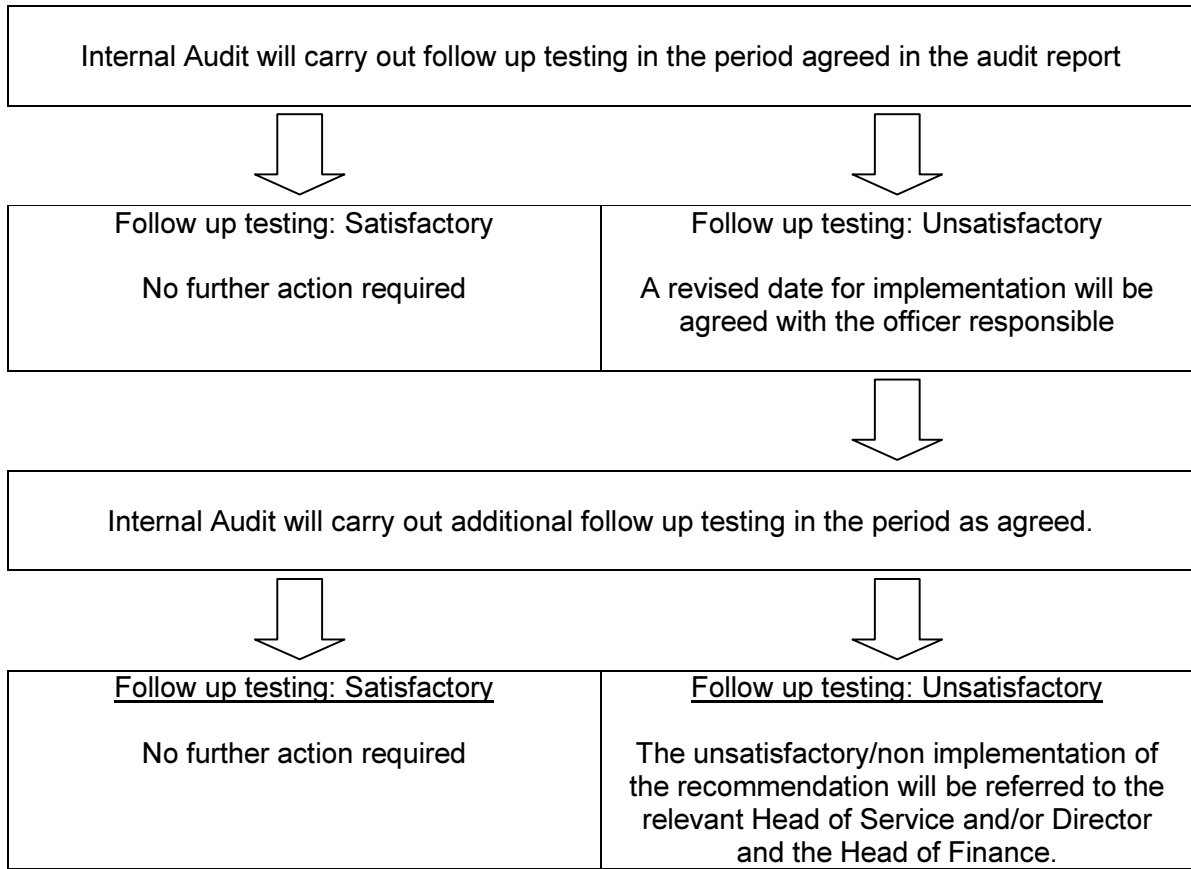 Internal Audit will carry out follow up testing in the period agreed in the audit report
Follow up testing: Satisfactory
No further action required
Follow up testing: Unsatisfactory
A revised date for implementation will be
agreed with the officer responsible
Internal Audit will carry out additional follow up testing in the period as agreed.
Follow up testing: Satisfactory
No further action required
Follow up testing: Unsatisfactory
The unsatisfactory/non implementation of
the recommendation will be referred to the
relevant Head of Service and/or Director
and the Head of Finance.